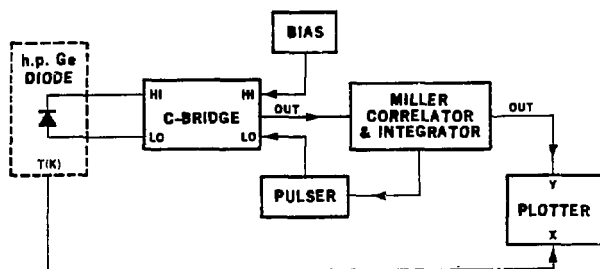 BIAS
h.p. Ge
DIODE
T(K)
HI
LO
C-BRIDGE
HI
OUT
LO
MILLER
CORRELATOR
& INTEGRATOR
OUT
PULSER
Y
PLOTTER
X